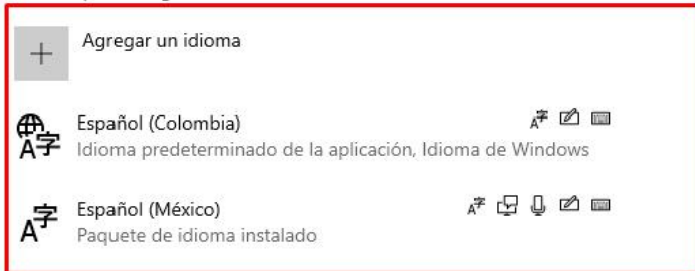 Agregar un idioma
Español (Colombia)
Idioma predeterminado de la aplicación, Idioma de Windows
Español (México)
Paquete de idioma instalado